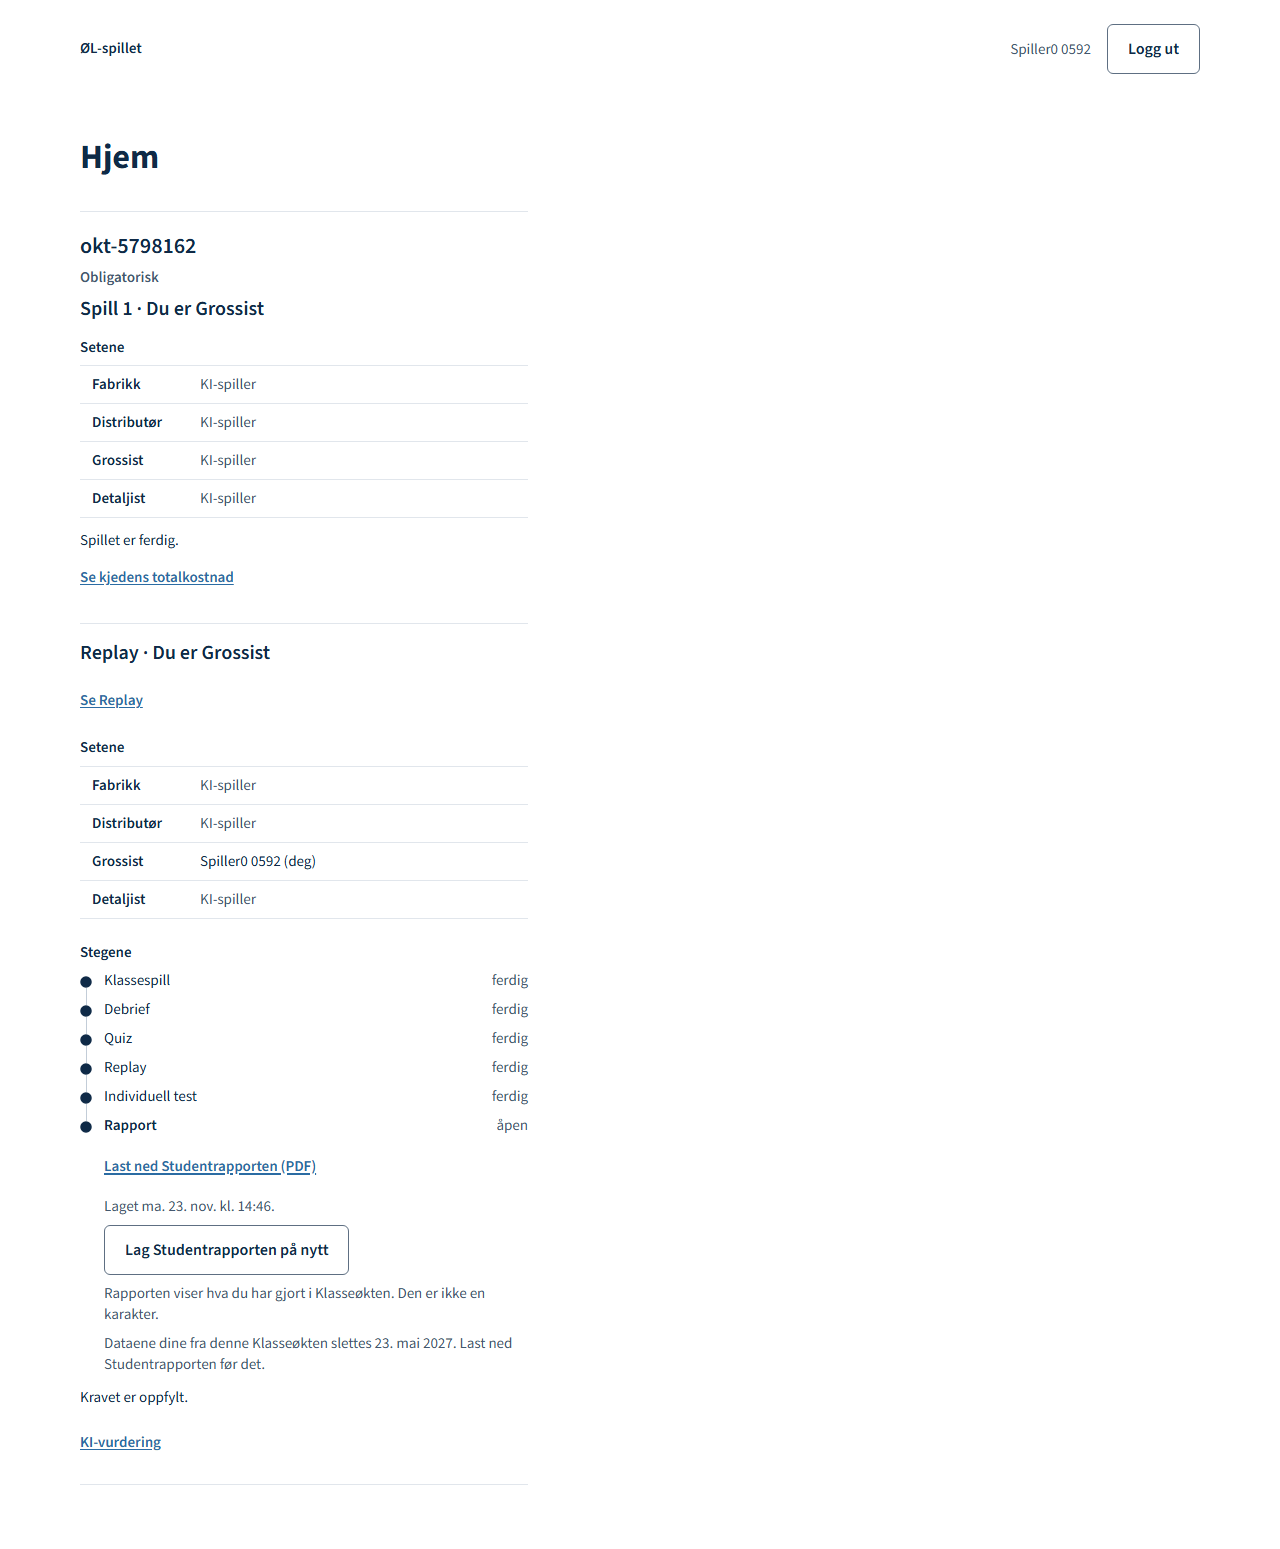 ØL-spillet
Spiller0 0592
Logg ut
Hjem
okt-5798162
Obligatorisk
Spill 1 · Du er Grossist
Setene
Fabrikk KI-spiller
Distributør KI-spiller
Grossist KI-spiller
Detaljist KI-spiller
Spillet er ferdig.
Se kjedens totalkostnad
Replay · Du er Grossist
Se Replay
Setene
Fabrikk KI-spiller
Distributør KI-spiller
Grossist Spiller0 0592 (deg)
Detaljist KI-spiller
Stegene
Klassespill ferdig
Debrief ferdig
Quiz ferdig
Replay ferdig
Individuell test ferdig
Rapport åpen
Last ned Studentrapporten (PDF)
Laget ma. 23. nov. kl. 14:46.
Lag Studentrapporten på nytt
Rapporten viser hva du har gjort i Klasseøkten. Den er ikke en
karakter.
Dataene dine fra denne Klasseøkten slettes 23. mai 2027. Last ned
Studentrapporten før det.
Kravet er oppfylt.
KI-vurdering